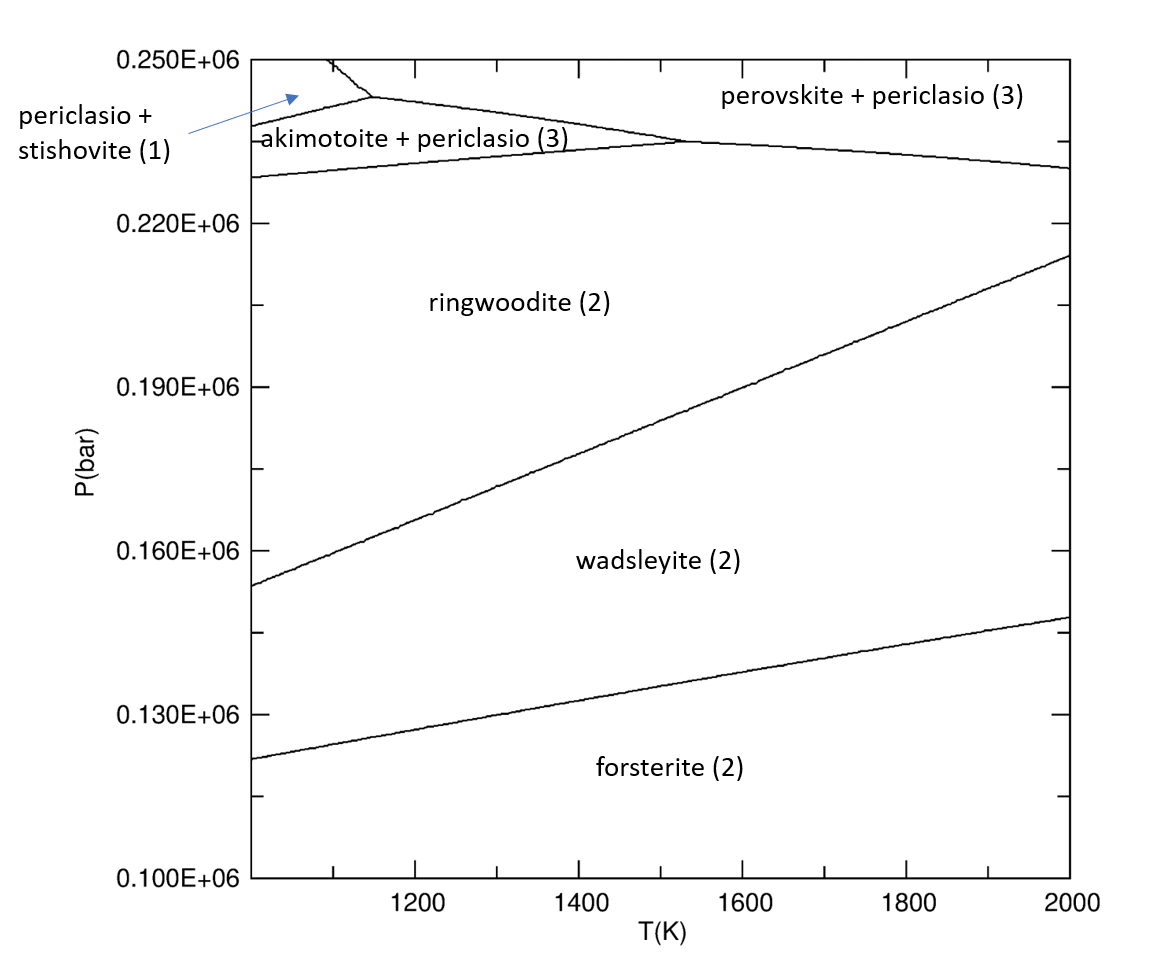 0.250E+06
perovskite + periclasio (3)
periclasio +
stishovite (1)
akimotoite + periclasio (3)
0.220E+06
ringwoodite (2)
0.190E+06
P(bar)
0.160E+06
wadsleyite (2)
0.130E+06
forsterite (2)
0.100E+06
1200 1400 1600 1800 2000
T(K)